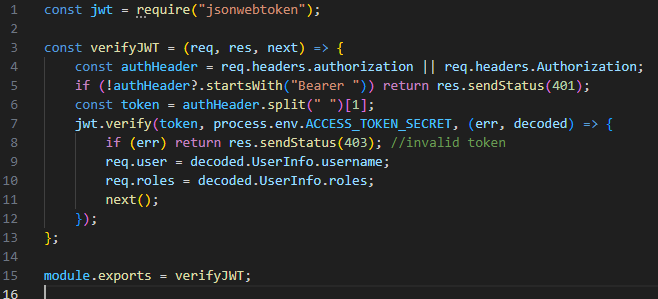 1 const jwt = require("jsonwebtoken");
2
3 const verifyJWT = (req, res, next) => {
4     const authHeader = req.headers.authorization || req.headers.Authorization;
5     if (!authHeader?.startsWith("Bearer ")) return res.sendStatus(401);
6     const token = authHeader.split(" ")[1];
7     jwt.verify(token, process.env.ACCESS_TOKEN_SECRET, (err, decoded) => {
8         if (err) return res.sendStatus(403); //invalid token
9         req.user = decoded.UserInfo.username;
10         req.roles = decoded.UserInfo.roles;
11         next();
12     });
13 };
14
15 module.exports = verifyJWT;
16